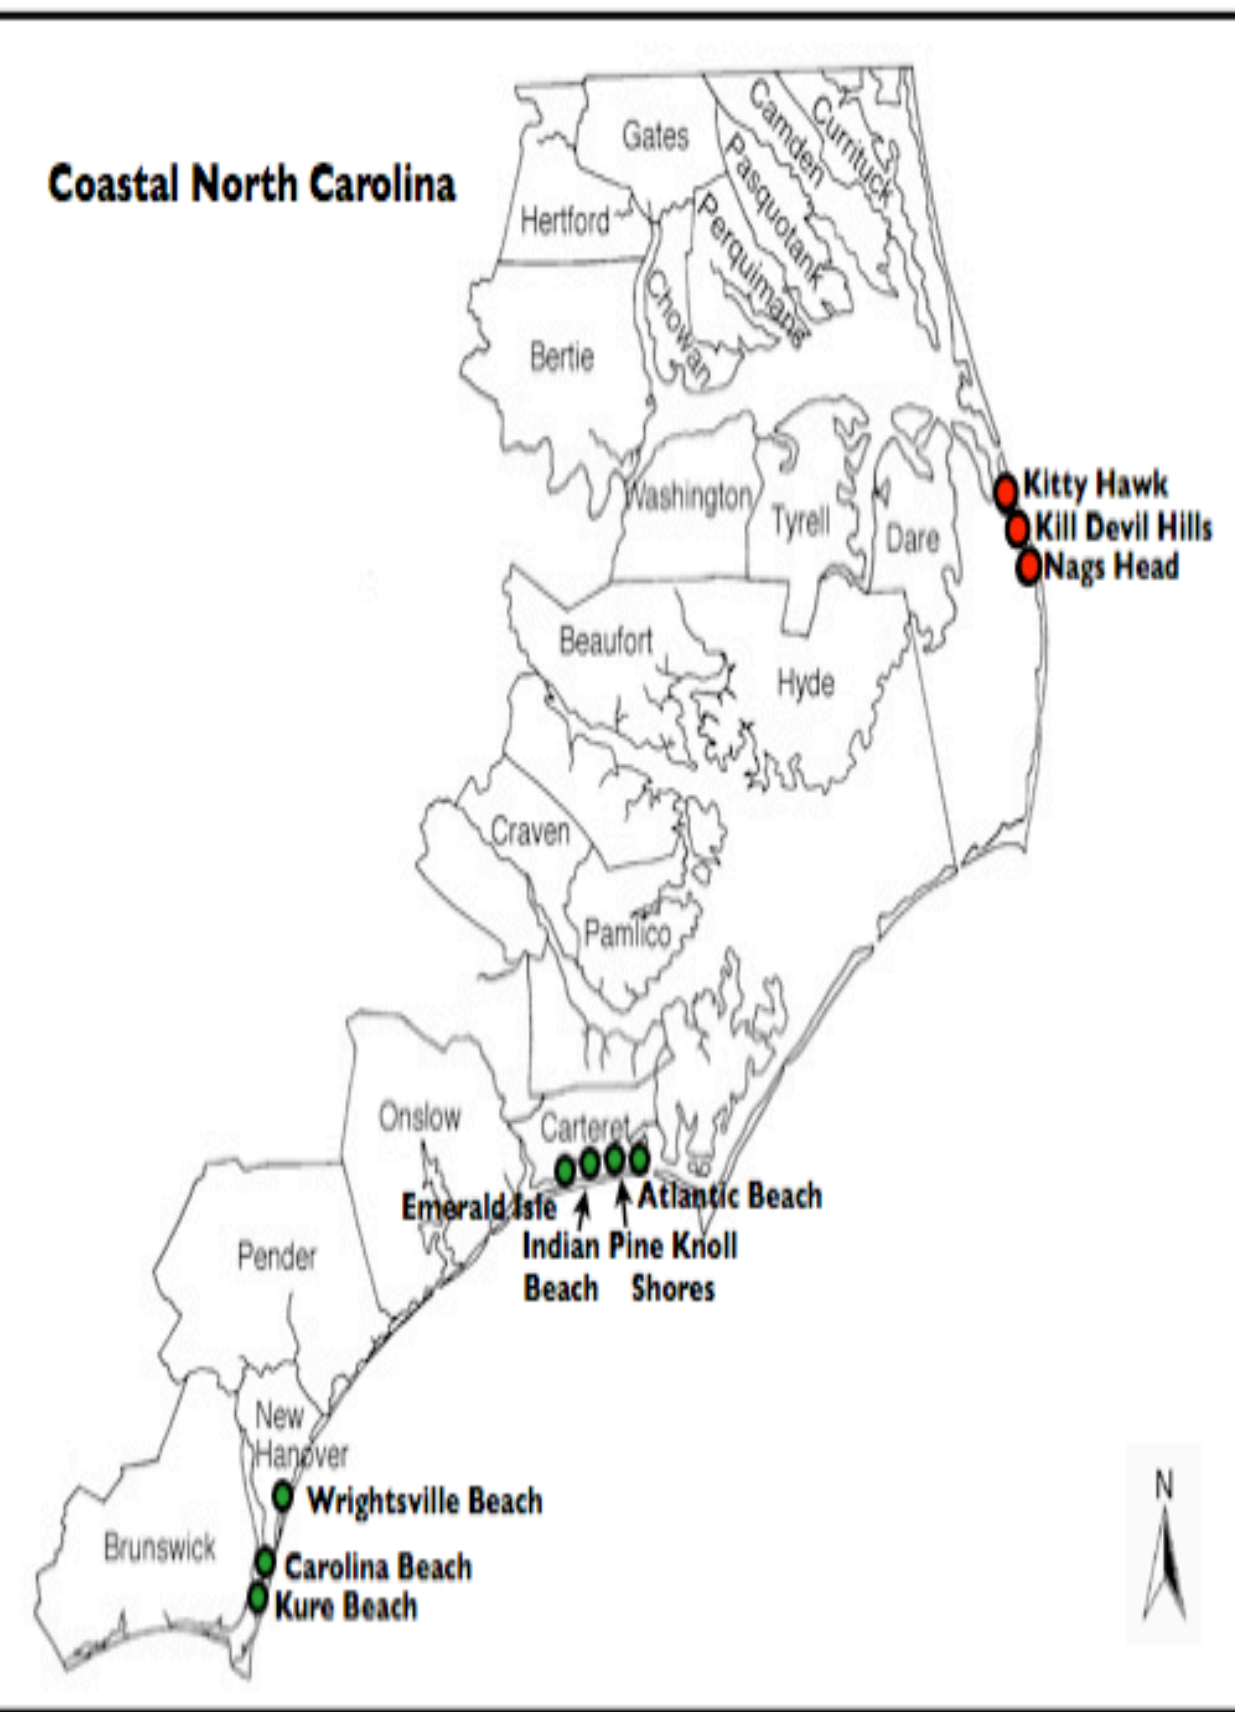 Coastal North Carolina
Gates
Camden
Currituck
Pasquotank
Perquimans
Hertford
Chowan
Bertie
Washington
Tyrell
Dare
Kitty Hawk
Kill Devil Hills
Nags Head
Beaufort
Hyde
Craven
Pamlico
Onslow
Carteret
Emerald Isle
Atlantic Beach
Indian
Beach
Pine Knoll
Shores
Pender
New
Hanover
Wrightsville Beach
Brunswick
Carolina Beach
Kure Beach
N